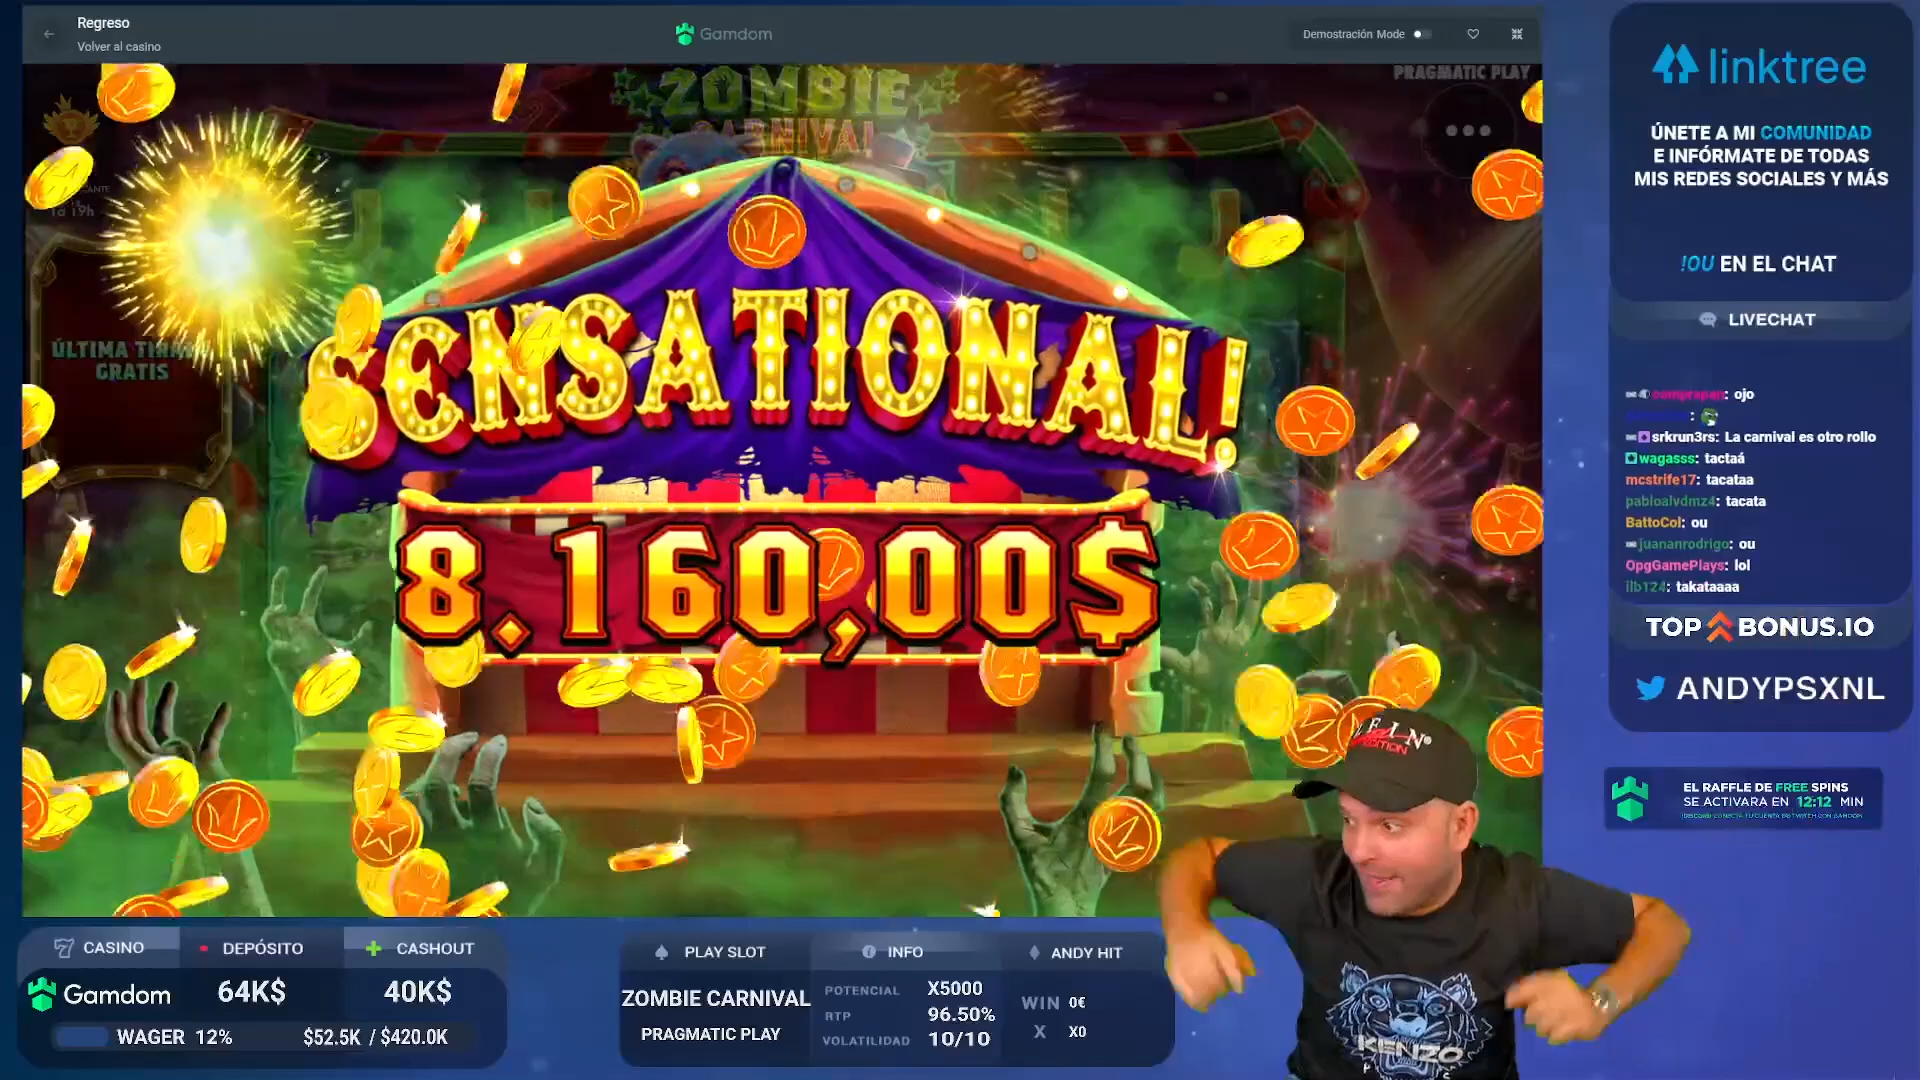 Regreso
Volver al casino
Gamdom
Demostración Mode
PRAGMATIC PLAY
ZOMBIE
CARNIVAL
1d 19h
ÚLTIMA TIRADA
GRATIS
SENSATIONAL!
8.160,00$
linktree
ÚNETE A MI COMUNIDAD
E INFÓRMATE DE TODAS
MIS REDES SOCIALES Y MÁS
!OU EN EL CHAT
LIVECHAT
comprapan: ojo
srkrun3rs: La carnival es otro rollo
wagasss: tactaá
mcstrife17: tacataa
pabloalvdmz4: tacata
BattoCol: ou
juananrodrigo: ou
OpgGamePlays: lol
ilb124: takataaaa
TOP BONUS.IO
ANDYPSXNL
EL RAFFLE DE FREE SPINS
SE ACTIVARA EN 12:12 MIN
CASINO
DEPÓSITO
CASHOUT
Gamdom
64K$
40K$
WAGER 12%
$52.5K / $420.0K
PLAY SLOT
INFO
ANDY HIT
ZOMBIE CARNIVAL
PRAGMATIC PLAY
POTENCIAL X5000
RTP 96.50%
VOLATILIDAD 10/10
WIN 0€
X X0
KENZO